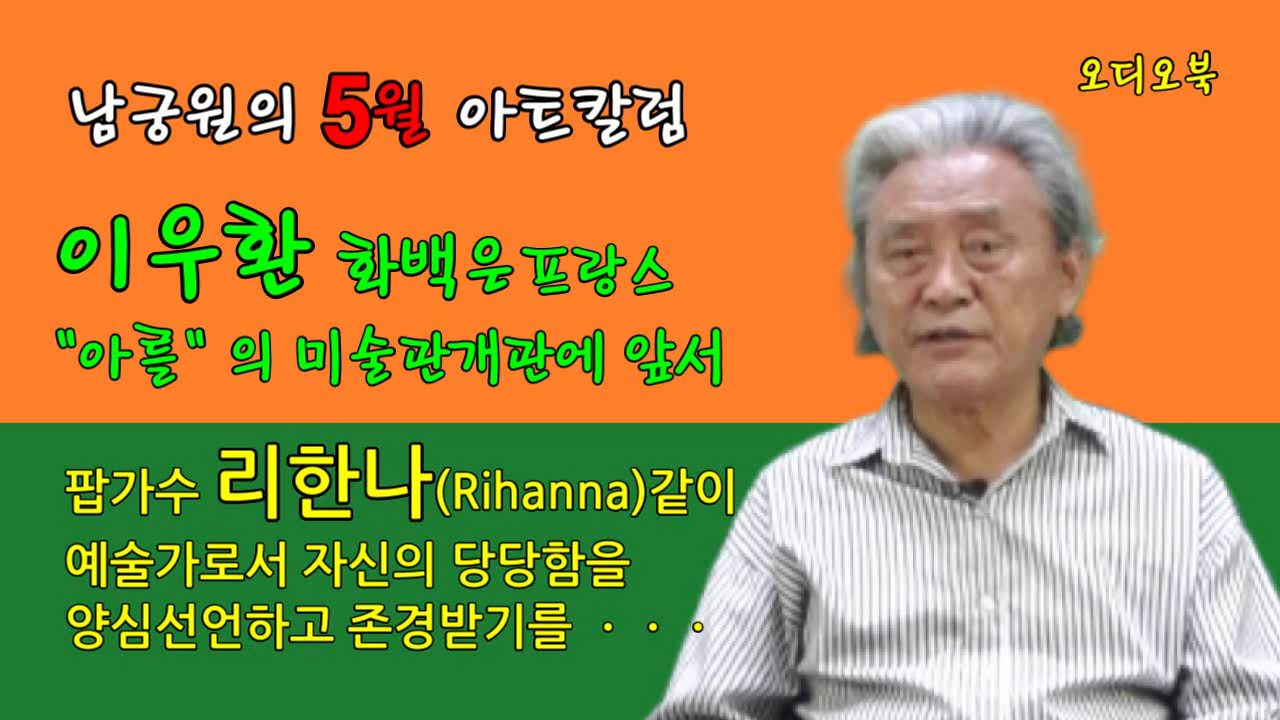 남궁원의 5월 아트칼럼
오디오북
이우환 화백은 프랑스
"아를" 의 미술관개관에 앞서
팝가수 리한나(Rihanna)같이
예술가로서 자신의 당당함을
양심선언하고 존경받기를 · · ·